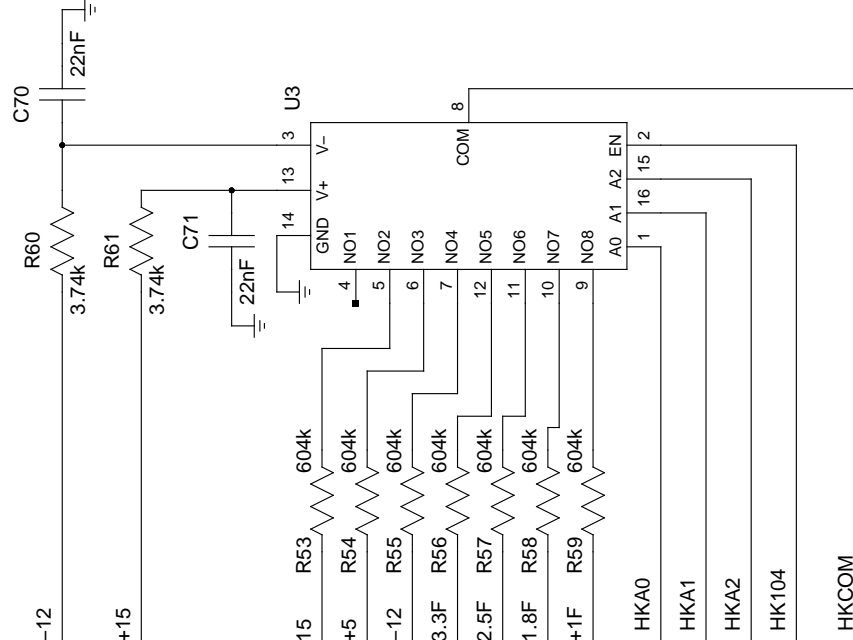 C70
22nF
U3
8
COM
3
V−
13
V+
14
GND
NO1
NO2
NO3
NO4
NO5
NO6
NO7
NO8
EN
2
A2
15
A1
16
A0
1
4
5
6
7
12
11
10
9
R60
3.74k
R61
3.74k
C71
22nF
604k
604k
604k
604k
604k
604k
604k
R53
R54
R55
R56
R57
R58
R59
−12
+15
15
+5
−12
3.3F
2.5F
1.8F
+1F
HKA0
HKA1
HKA2
HK104
HKCOM